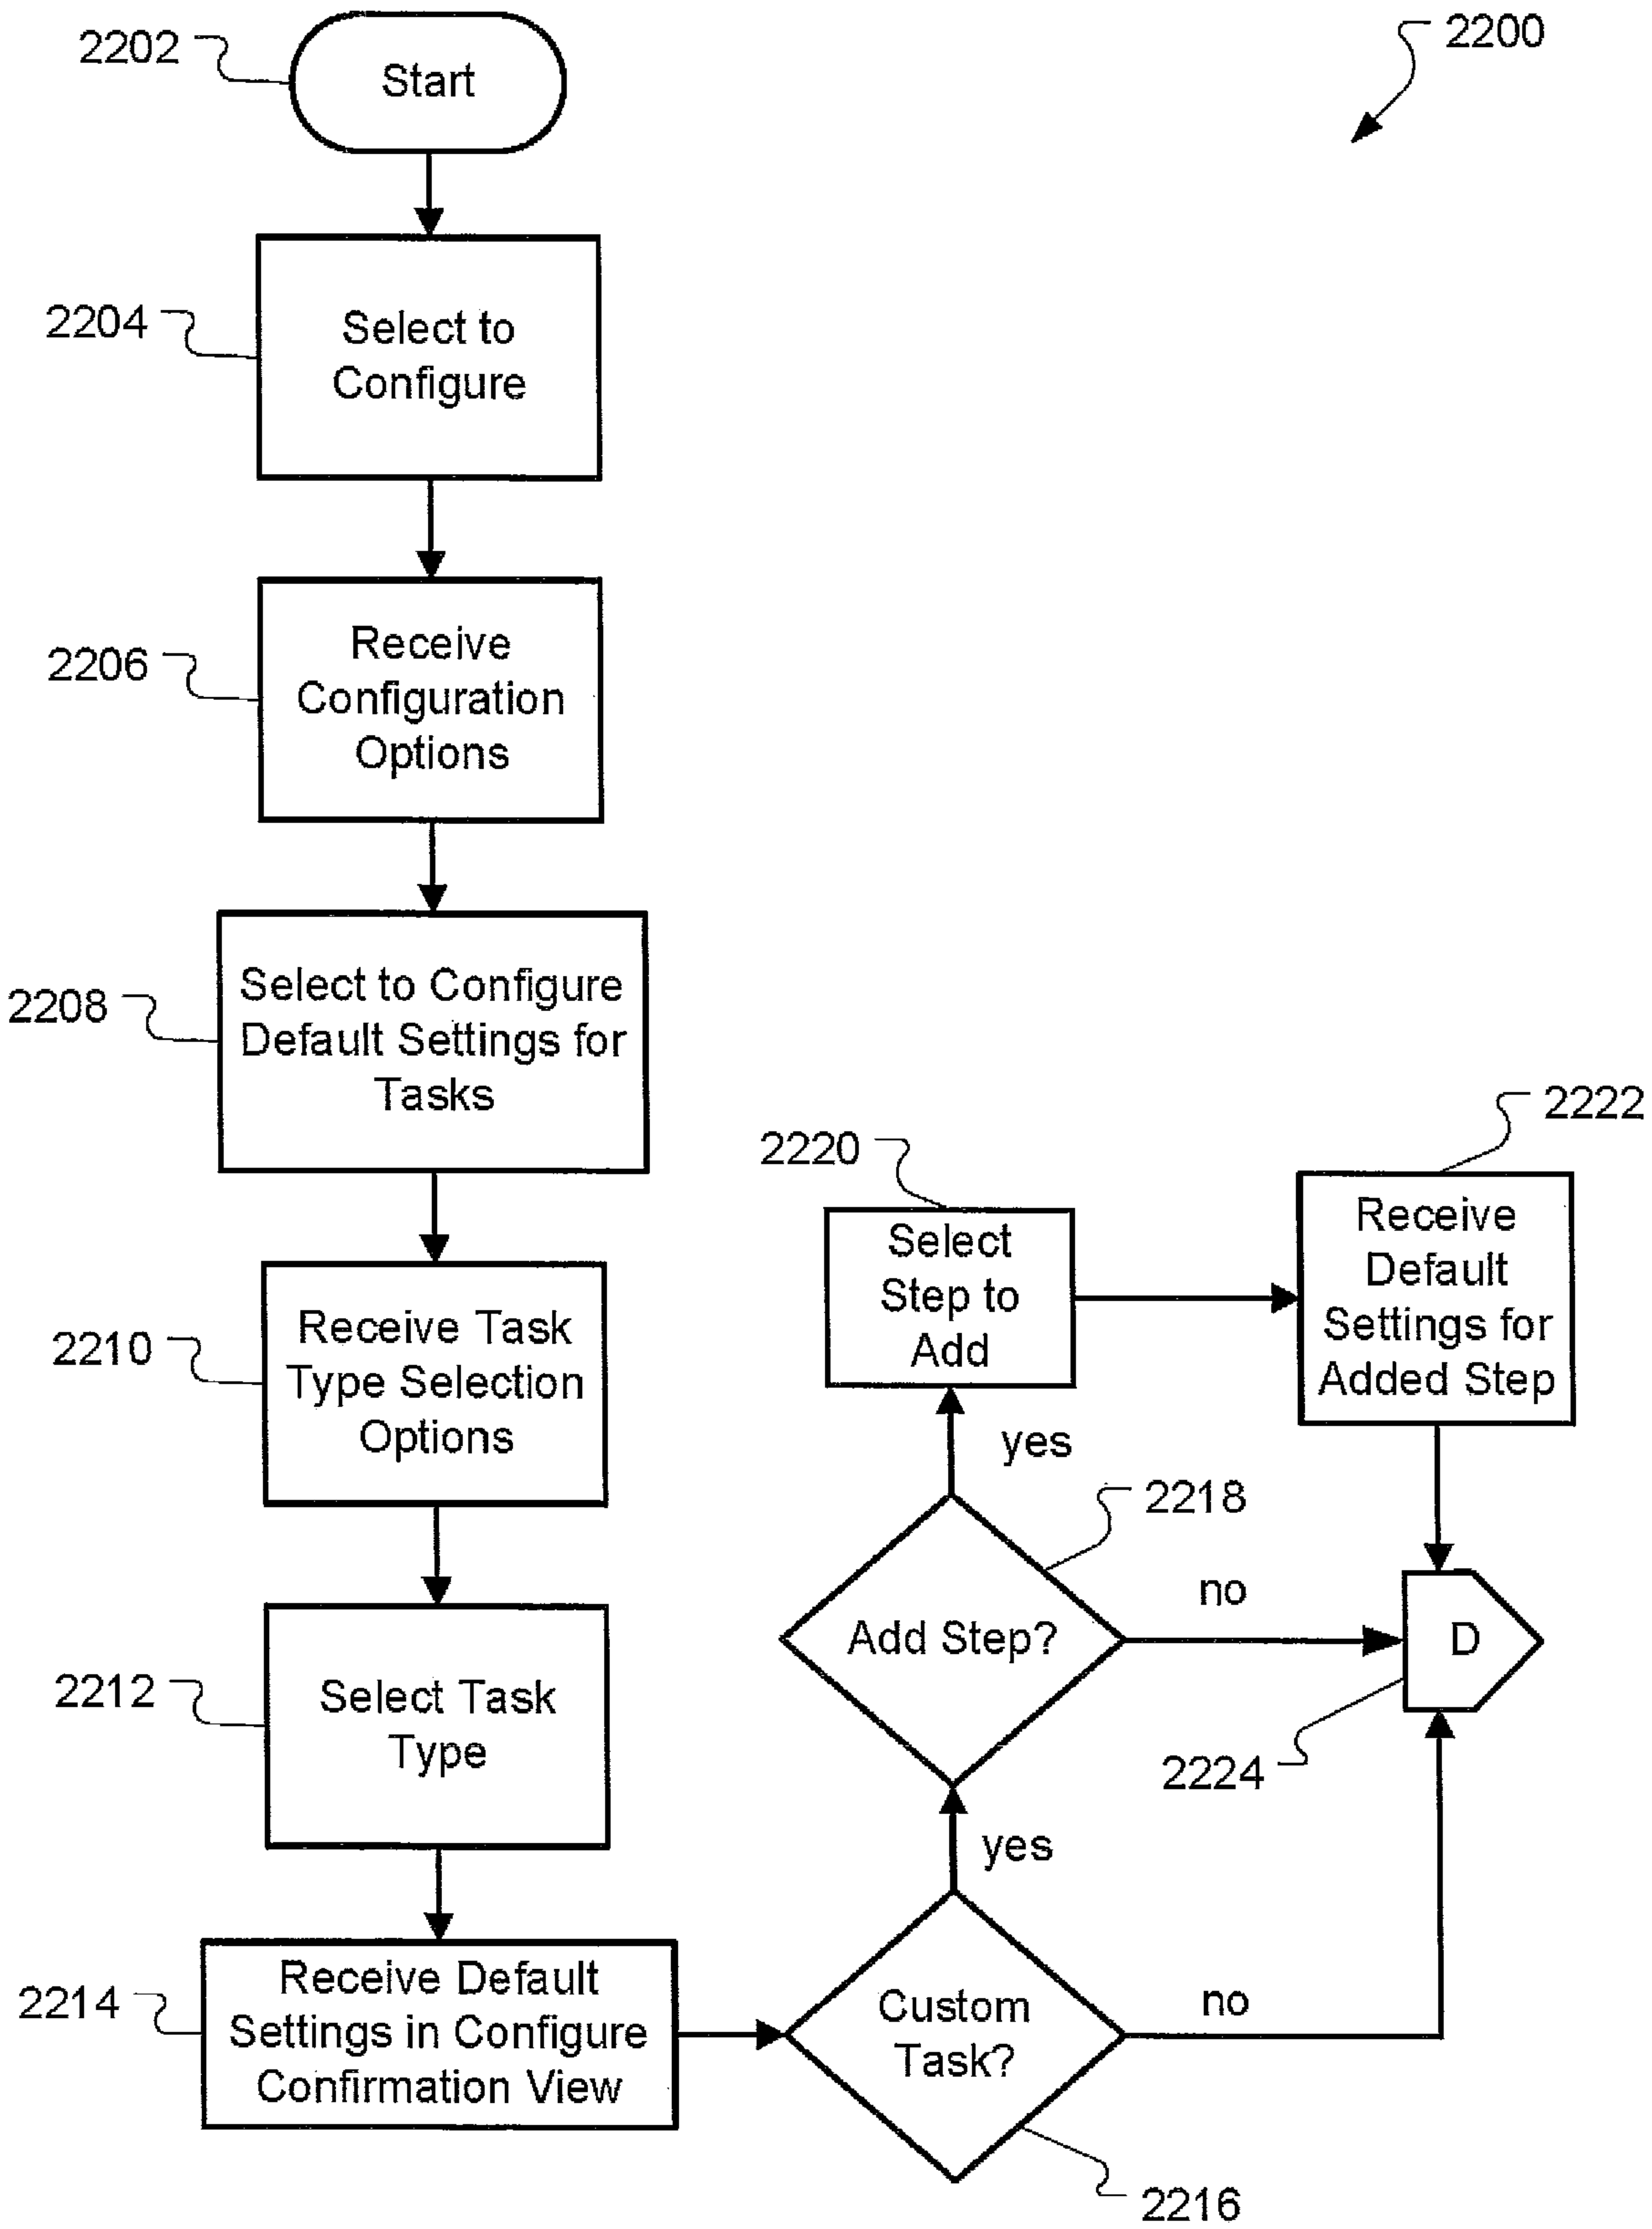 2200
2202
Start
2204
Select to
Configure
2206
Receive
Configuration
Options
2208
Select to Configure
Default Settings for
Tasks
2210
Receive Task
Type Selection
Options
2212
Select Task
Type
2214
Receive Default
Settings in Configure
Confirmation View
Custom
Task?
2216
yes
no
Add Step?
2218
yes
no
2220
Select
Step to
Add
2222
Receive
Default
Settings for
Added Step
D
2224